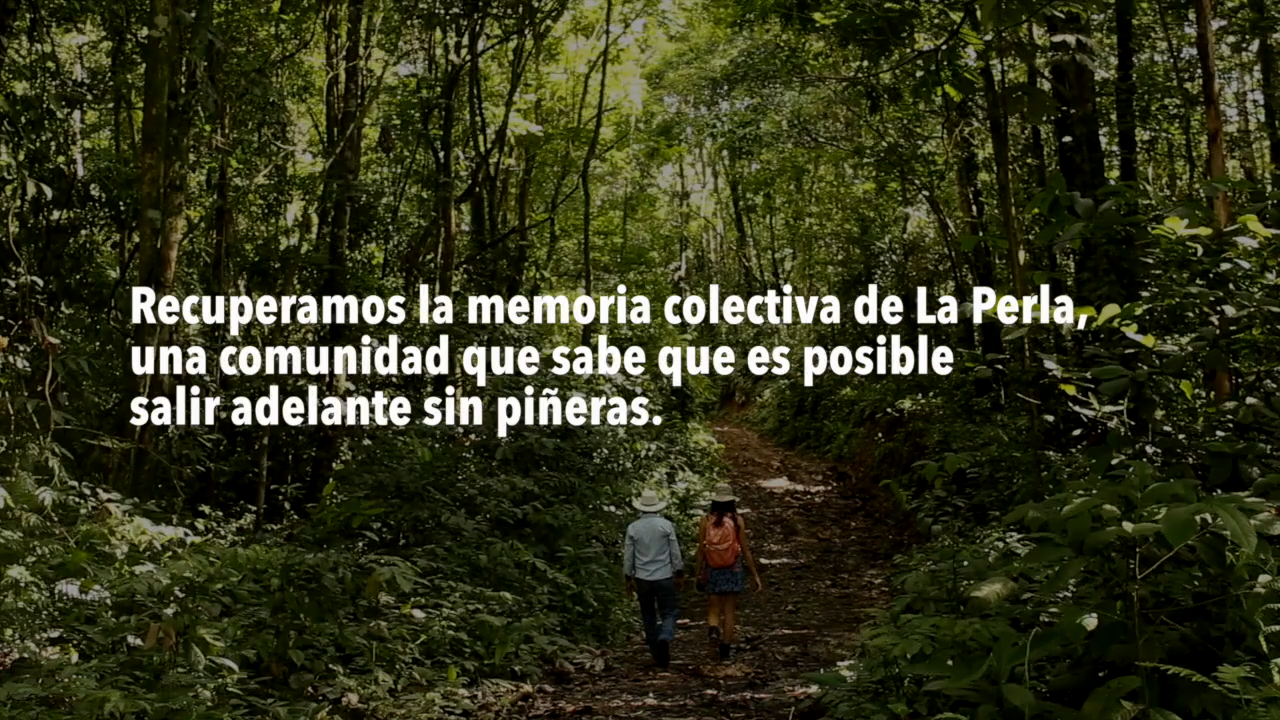 Recuperamos la memoria colectiva de La Perla,
una comunidad que sabe que es posible
salir adelante sin piñeras.